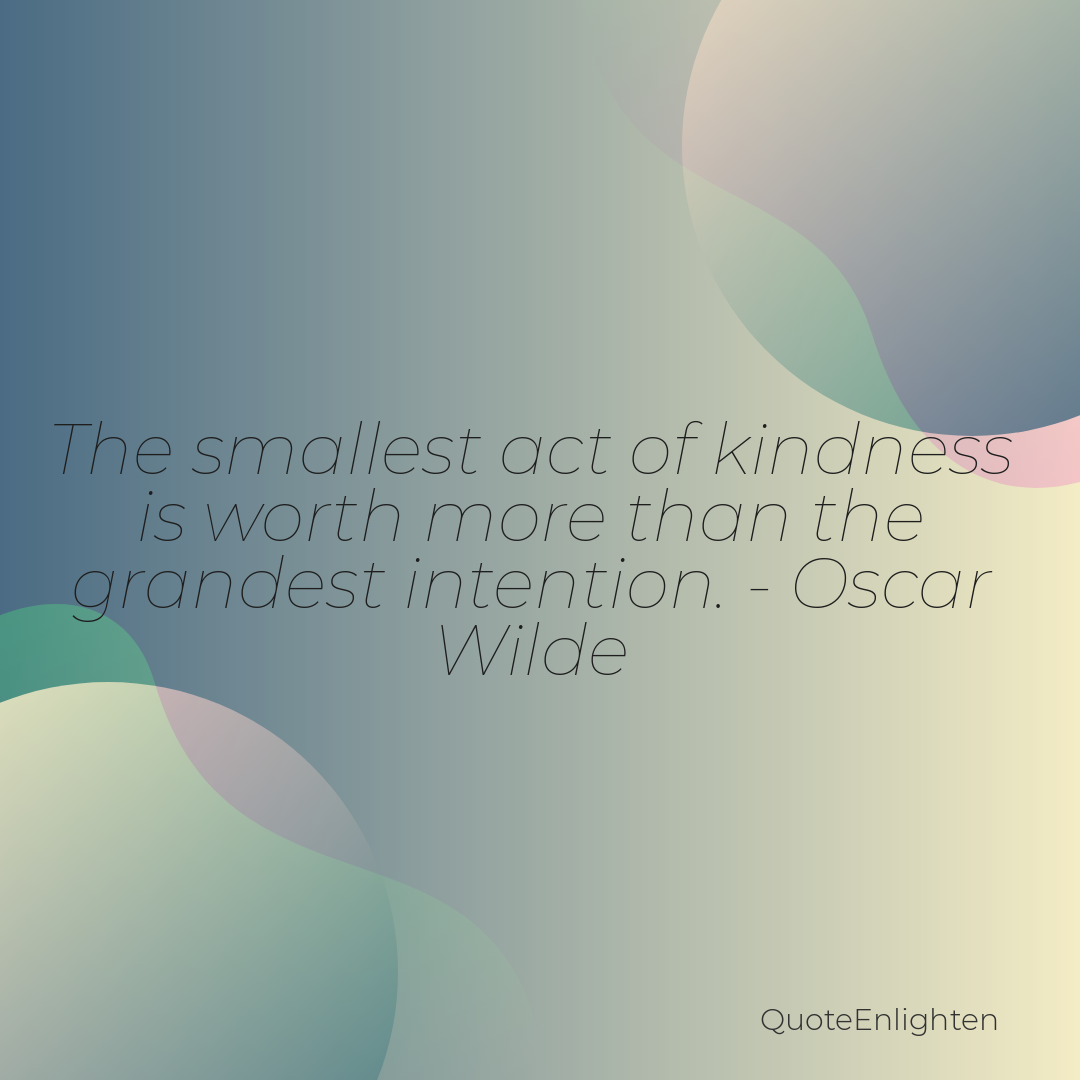 The smallest act of kindness
is worth more than the
grandest intention. - Oscar
Wilde
QuoteEnlighten